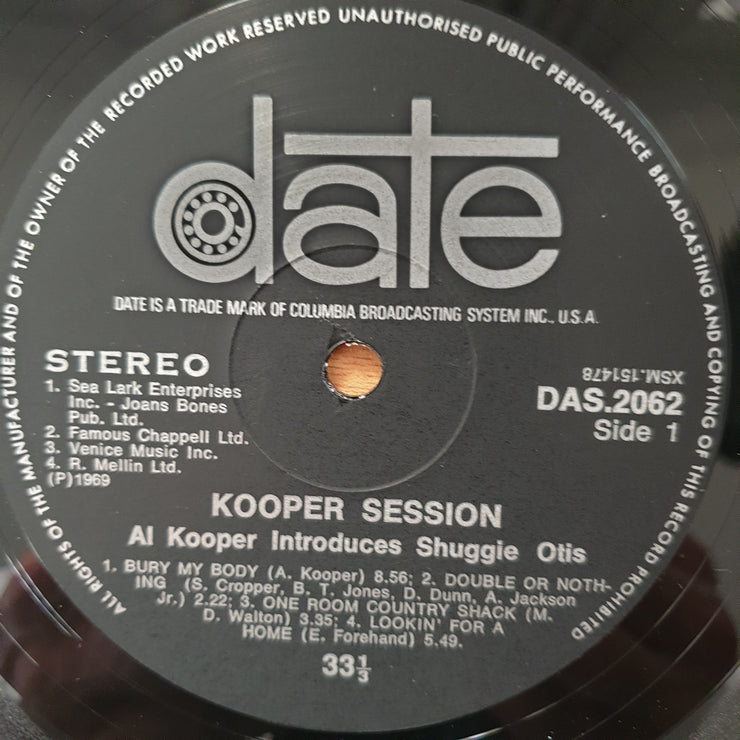 ALL RIGHTS OF THE MANUFACTURER AND OF THE OWNER OF THE RECORDED WORK RESERVED UNAUTHORISED PUBLIC PERFORMANCE BROADCASTING AND COPYING OF THIS RECORD PROHIBITED
date
DATE IS A TRADE MARK OF COLUMBIA BROADCASTING SYSTEM INC., U.S.A.
STEREO
1. Sea Lark Enterprises
Inc. - Joans Bones
Pub. Ltd.
2. Famous Chappell Ltd.
3. Venice Music Inc.
4. R. Mellin Ltd.
(P)1969
XSM.151478
DAS.2062
Side 1
KOOPER SESSION
Al Kooper Introduces Shuggie Otis
1. BURY MY BODY (A. Kooper) 8.56; 2. DOUBLE OR NOTH-
ING (S. Cropper, B. T. Jones, D. Dunn, A. Jackson
Jr.) 2.22; 3. ONE ROOM COUNTRY SHACK (M.
D. Walton) 3.35; 4. LOOKIN' FOR A
HOME (E. Forehand) 5.49.
33⅓